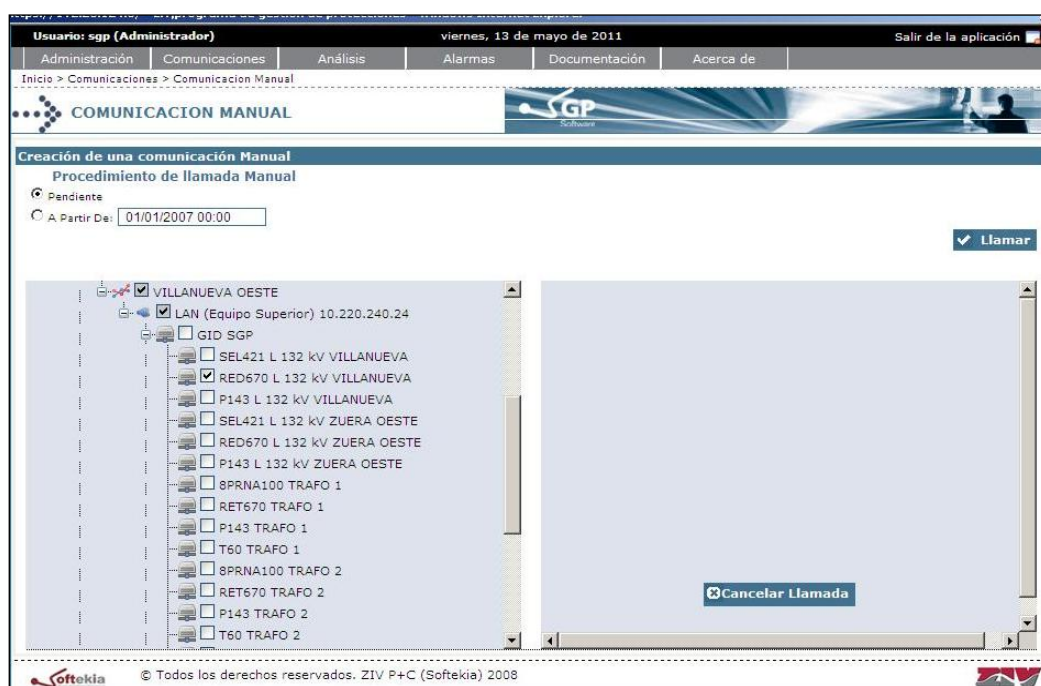 Usuario: sgp (Administrador) viernes, 13 de mayo de 2011 Salir de la aplicación
Administración Comunicaciones Análisis Alarmas Documentación Acerca de
Inicio > Comunicaciones > Comunicacion Manual
COMUNICACION MANUAL
SGP
Software
Creación de una comunicación Manual
Procedimiento de llamada Manual
Pendiente
A Partir De: 01/01/2007 00:00
Llamar
VILLANUEVA OESTE
LAN (Equipo Superior) 10.220.240.24
GID SGP
SEL421 L 132 kV VILLANUEVA
RED670 L 132 kV VILLANUEVA
P143 L 132 kV VILLANUEVA
SEL421 L 132 kV ZUERA OESTE
RED670 L 132 kV ZUERA OESTE
P143 L 132 kV ZUERA OESTE
8PRNA100 TRAFO 1
RET670 TRAFO 1
P143 TRAFO 1
T60 TRAFO 1
8PRNA100 TRAFO 2
RET670 TRAFO 2
P143 TRAFO 2
T60 TRAFO 2
Cancelar Llamada
Softekia © Todos los derechos reservados. ZIV P+C (Softekia) 2008 ZIV